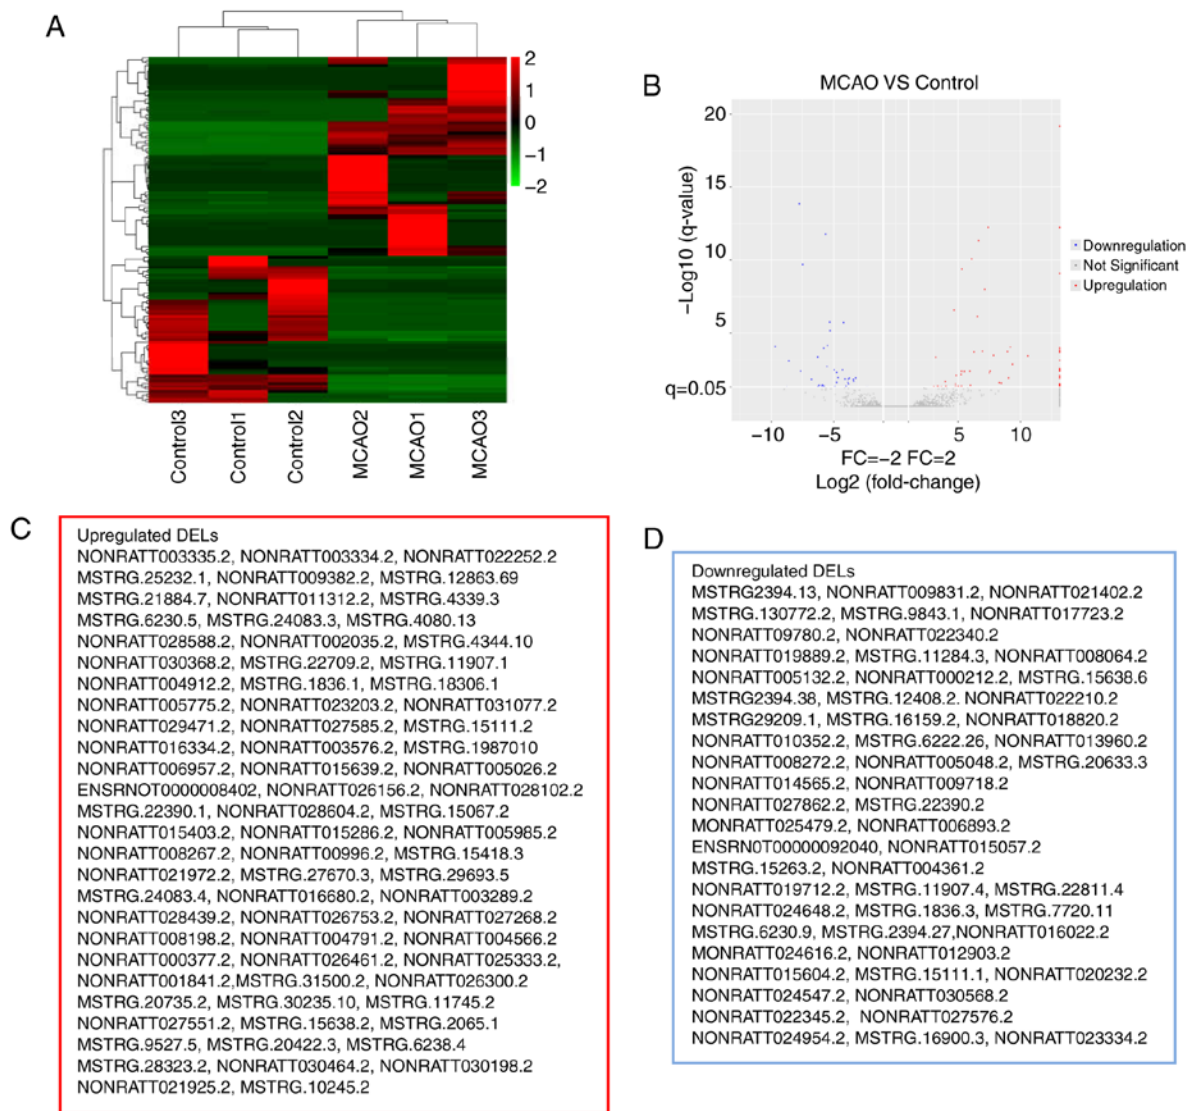 A
2
1
0
−1
−2
Control3
Control1
Control2
MCAO2
MCAO1
MCAO3
B
MCAO VS Control
−Log10 (q-value)
20
15
10
5
q=0.05
−10
−5
5
10
FC=−2 FC=2
Log2 (fold-change)
Downregulation
Not Significant
Upregulation
C
Upregulated DELs
NONRATT003335.2, NONRATT003334.2, NONRATT022252.2
MSTRG.25232.1, NONRATT009382.2, MSTRG.12863.69
MSTRG.21884.7, NONRATT011312.2, MSTRG.4339.3
MSTRG.6230.5, MSTRG.24083.3, MSTRG.4080.13
NONRATT028588.2, NONRATT002035.2, MSTRG.4344.10
NONRATT030368.2, MSTRG.22709.2, MSTRG.11907.1
NONRATT004912.2, MSTRG.1836.1, MSTRG.18306.1
NONRATT005775.2, NONRATT023203.2, NONRATT031077.2
NONRATT029471.2, NONRATT027585.2, MSTRG.15111.2
NONRATT016334.2, NONRATT003576.2, MSTRG.1987010
NONRATT006957.2, NONRATT015639.2, NONRATT005026.2
ENSRNOT0000008402, NONRATT026156.2, NONRATT028102.2
MSTRG.22390.1, NONRATT028604.2, MSTRG.15067.2
NONRATT015403.2, NONRATT015286.2, NONRATT005985.2
NONRATT008267.2, NONRATT00996.2, MSTRG.15418.3
NONRATT021972.2, MSTRG.27670.3, MSTRG.29693.5
MSTRG.24083.4, NONRATT016680.2, NONRATT003289.2
NONRATT028439.2, NONRATT026753.2, NONRATT027268.2
NONRATT008198.2, NONRATT004791.2, NONRATT004566.2
NONRATT000377.2, NONRATT026461.2, NONRATT025333.2,
NONRATT001841.2,MSTRG.31500.2, NONRATT026300.2
MSTRG.20735.2, MSTRG.30235.10, MSTRG.11745.2
NONRATT027551.2, MSTRG.15638.2, MSTRG.2065.1
MSTRG.9527.5, MSTRG.20422.3, MSTRG.6238.4
MSTRG.28323.2, NONRATT030464.2, NONRATT030198.2
NONRATT021925.2, MSTRG.10245.2
D
Downregulated DELs
MSTRG2394.13, NONRATT009831.2, NONRATT021402.2
MSTRG.130772.2, MSTRG.9843.1, NONRATT017723.2
NONRATT09780.2, NONRATT022340.2
NONRATT019889.2, MSTRG.11284.3, NONRATT008064.2
NONRATT005132.2, NONRATT000212.2, MSTRG.15638.6
MSTRG2394.38, MSTRG.12408.2. NONRATT022210.2
MSTRG29209.1, MSTRG.16159.2, NONRATT018820.2
NONRATT010352.2, MSTRG.6222.26, NONRATT013960.2
NONRATT008272.2, NONRATT005048.2, MSTRG.20633.3
NONRATT014565.2, NONRATT009718.2
NONRATT027862.2, MSTRG.22390.2
MONRATT025479.2, NONRATT006893.2
ENSRN0T00000092040, NONRATT015057.2
MSTRG.15263.2, NONRATT004361.2
NONRATT019712.2, MSTRG.11907.4, MSTRG.22811.4
NONRATT024648.2, MSTRG.1836.3, MSTRG.7720.11
MSTRG.6230.9, MSTRG.2394.27,NONRATT016022.2
MONRATT024616.2, NONRATT012903.2
NONRATT015604.2, MSTRG.15111.1, NONRATT020232.2
NONRATT024547.2, NONRATT030568.2
NONRATT022345.2, NONRATT027576.2
NONRATT024954.2, MSTRG.16900.3, NONRATT023334.2